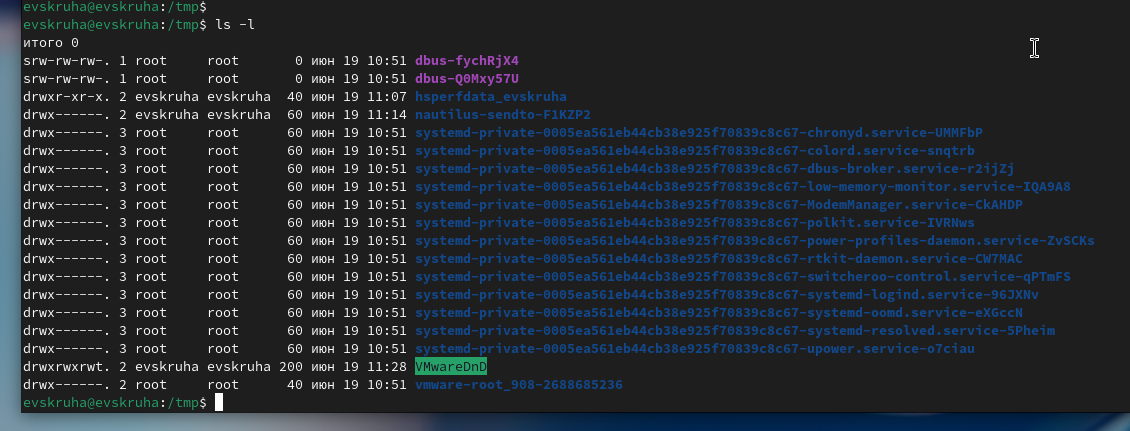 evskruha@evskruha:/tmp$
evskruha@evskruha:/tmp$ ls -l
итого 0
srw-rw-rw-. 1 root     root       0 июн 19 10:51 dbus-fychRjX4
srw-rw-rw-. 1 root     root       0 июн 19 10:51 dbus-Q0Mxy57U
drwxr-xr-x. 2 evskruha evskruha  40 июн 19 11:07 hsperfdata_evskruha
drwx------. 2 evskruha evskruha  60 июн 19 11:14 nautilus-sendto-F1KZP2
drwx------. 3 root     root      60 июн 19 10:51 systemd-private-0005ea561eb44cb38e925f70839c8c67-chronyd.service-UMMFbP
drwx------. 3 root     root      60 июн 19 10:51 systemd-private-0005ea561eb44cb38e925f70839c8c67-colord.service-snqtrb
drwx------. 3 root     root      60 июн 19 10:51 systemd-private-0005ea561eb44cb38e925f70839c8c67-dbus-broker.service-r2ijZj
drwx------. 3 root     root      60 июн 19 10:51 systemd-private-0005ea561eb44cb38e925f70839c8c67-low-memory-monitor.service-IQA9A8
drwx------. 3 root     root      60 июн 19 10:51 systemd-private-0005ea561eb44cb38e925f70839c8c67-ModemManager.service-CkAHDP
drwx------. 3 root     root      60 июн 19 10:51 systemd-private-0005ea561eb44cb38e925f70839c8c67-polkit.service-IVRNws
drwx------. 3 root     root      60 июн 19 10:51 systemd-private-0005ea561eb44cb38e925f70839c8c67-power-profiles-daemon.service-ZvSCKs
drwx------. 3 root     root      60 июн 19 10:51 systemd-private-0005ea561eb44cb38e925f70839c8c67-rtkit-daemon.service-CW7MAC
drwx------. 3 root     root      60 июн 19 10:51 systemd-private-0005ea561eb44cb38e925f70839c8c67-switcheroo-control.service-qPTmFS
drwx------. 3 root     root      60 июн 19 10:51 systemd-private-0005ea561eb44cb38e925f70839c8c67-systemd-logind.service-96JXNv
drwx------. 3 root     root      60 июн 19 10:51 systemd-private-0005ea561eb44cb38e925f70839c8c67-systemd-oomd.service-eXGccN
drwx------. 3 root     root      60 июн 19 10:51 systemd-private-0005ea561eb44cb38e925f70839c8c67-systemd-resolved.service-5Pheim
drwx------. 3 root     root      60 июн 19 10:51 systemd-private-0005ea561eb44cb38e925f70839c8c67-upower.service-o7ciau
drwxrwxrwt. 2 evskruha evskruha 200 июн 19 11:28 VMwareDnD
drwx------. 2 root     root      40 июн 19 10:51 vmware-root_908-2688685236
evskruha@evskruha:/tmp$